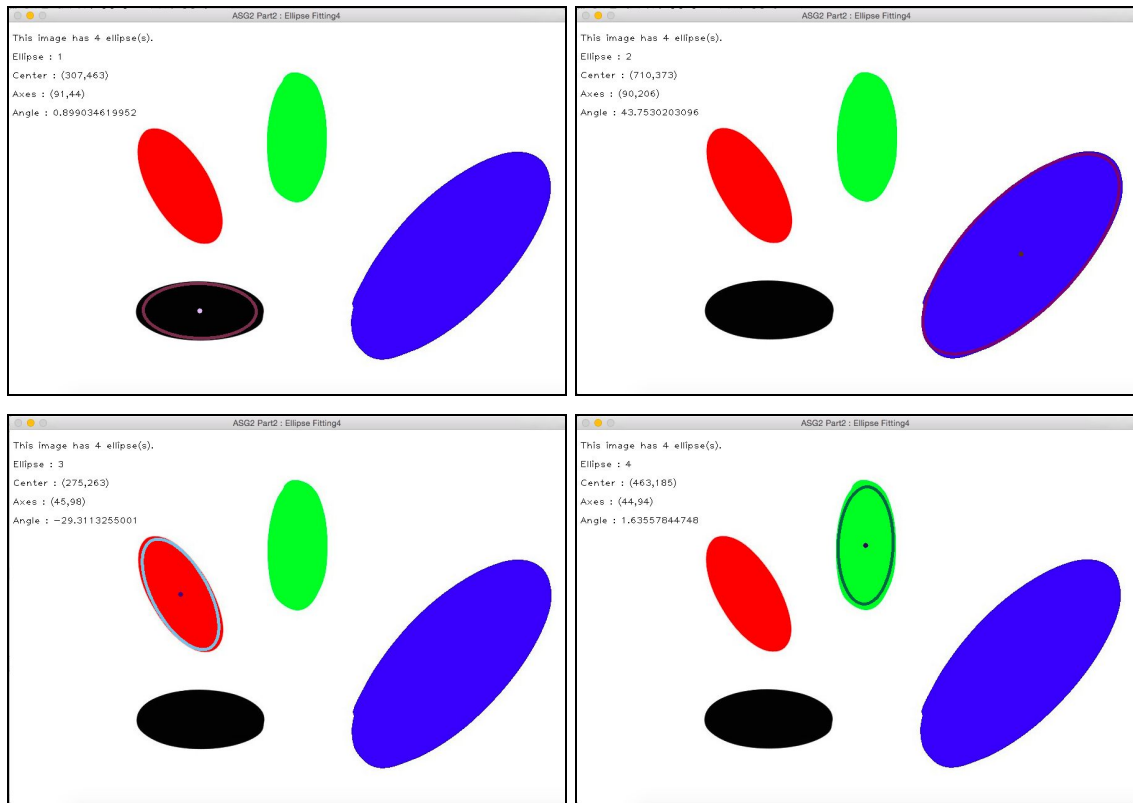 ASG2 Part2 : Ellipse Fitting4
This image has 4 ellipse(s).
Ellipse : 1
Center : (307,463)
Axes : (91,44)
Angle : 0.899034619952
ASG2 Part2 : Ellipse Fitting4
This image has 4 ellipse(s).
Ellipse : 2
Center : (710,373)
Axes : (90,206)
Angle : 43.7530203096
ASG2 Part2 : Ellipse Fitting4
This image has 4 ellipse(s).
Ellipse : 3
Center : (275,263)
Axes : (45,98)
Angle : −29.3113255001
ASG2 Part2 : Ellipse Fitting4
This image has 4 ellipse(s).
Ellipse : 4
Center : (463,185)
Axes : (44,94)
Angle : 1.63557844748